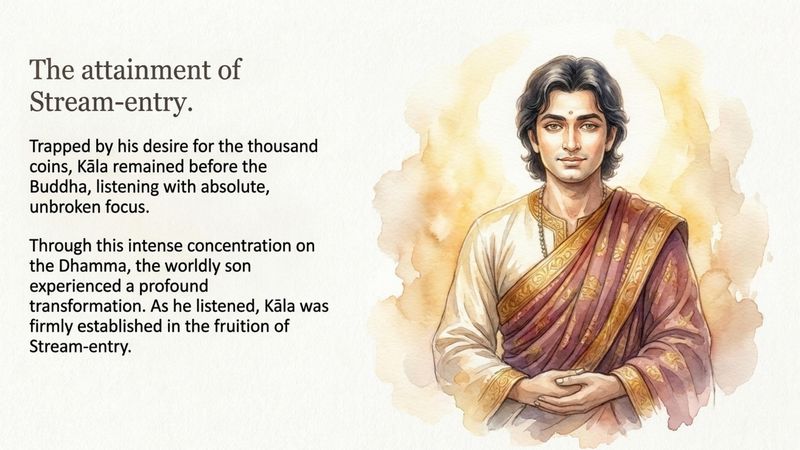 The attainment of
Stream-entry.
Trapped by his desire for the thousand
coins, Kāla remained before the
Buddha, listening with absolute,
unbroken focus.
Through this intense concentration on
the Dhamma, the worldly son
experienced a profound
transformation. As he listened, Kāla was
firmly established in the fruition of
Stream-entry.